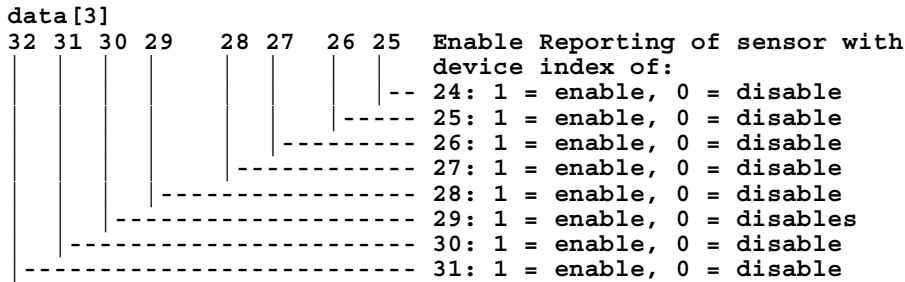 data[3]
32 31 30 29 28 27 26 25 Enable Reporting of sensor with
device index of:
-- 24: 1 = enable, 0 = disable
----- 25: 1 = enable, 0 = disable
--------- 26: 1 = enable, 0 = disable
------------ 27: 1 = enable, 0 = disable
----------------- 28: 1 = enable, 0 = disable
-------------------- 29: 1 = enable, 0 = disables
----------------------- 30: 1 = enable, 0 = disable
-------------------------- 31: 1 = enable, 0 = disable